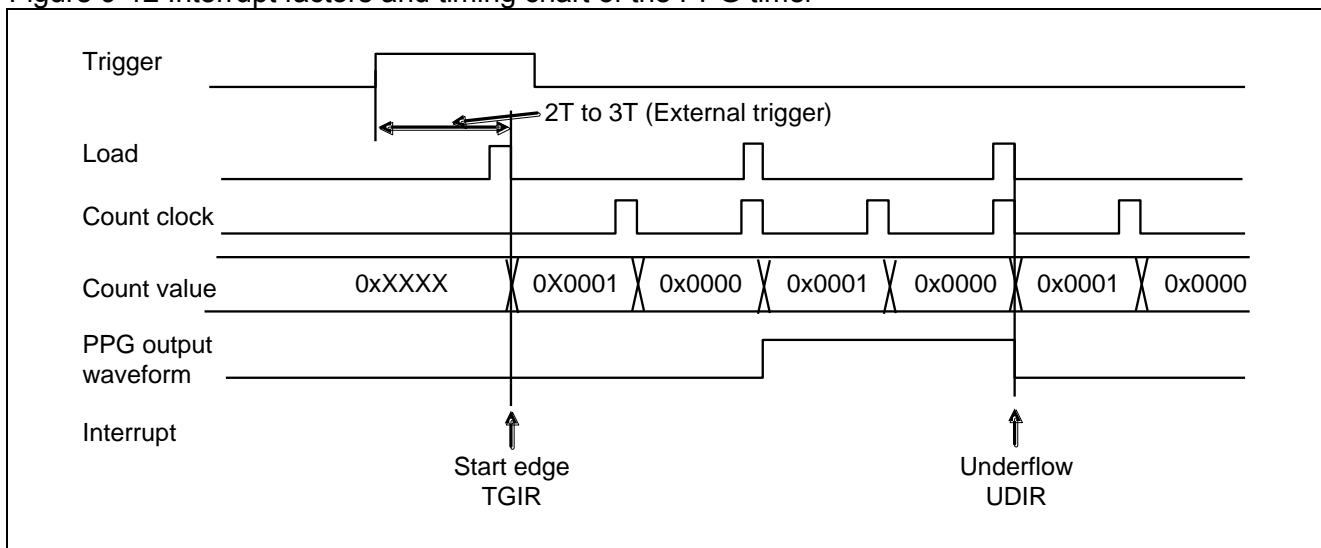 Figure 6-12 Interrupt factors and timing chart of the PPG timer
Trigger
2T to 3T (External trigger)
Load
Count clock
Count value
0xXXXX
0X0001
0x0000
0x0001
0x0000
0x0001
0x0000
PPG output
waveform
Interrupt
Start edge
TGIR
Underflow
UDIR